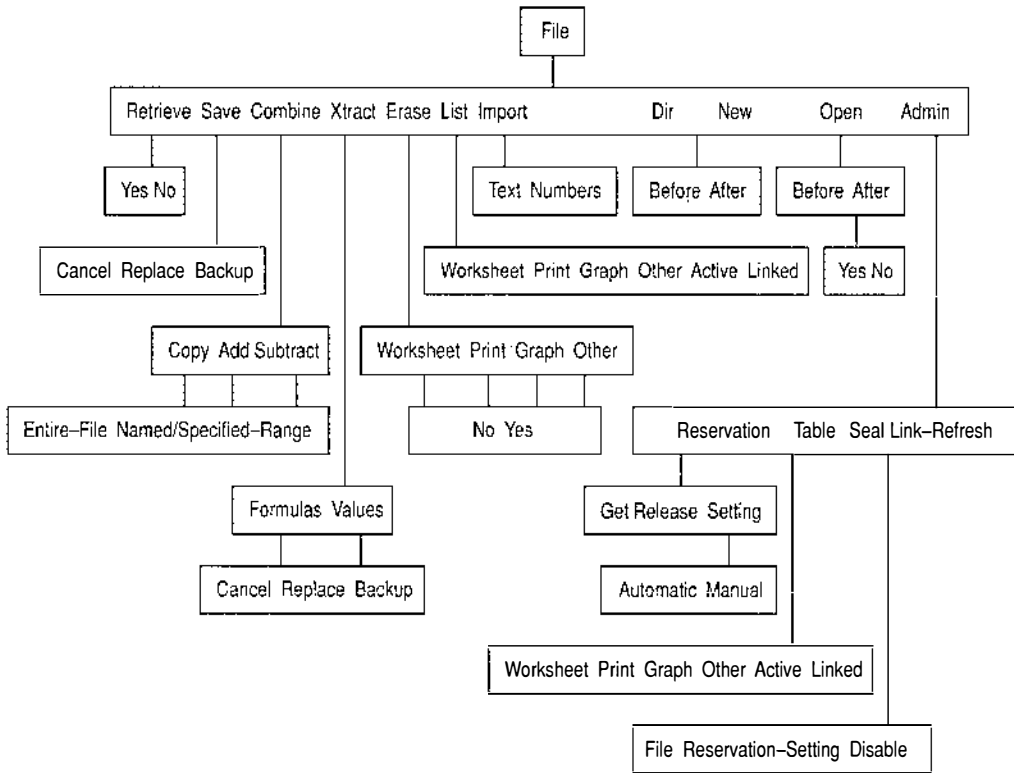 File
Retrieve Save Combine Xtract Erase List Import Dir New Open Admin
Yes No
Text Numbers
Before After
Before After
Cancel Replace Backup
Worksheet Print Graph Other Active Linked
Yes No
Copy Add Subtract
Worksheet Print Graph Other
Entire–File Named/Specified–Range
No Yes
Reservation Table Seal Link–Refresh
Formulas Values
Get Release Setting
Cancel Replace Backup
Automatic Manual
Worksheet Print Graph Other Active Linked
File Reservation–Setting Disable